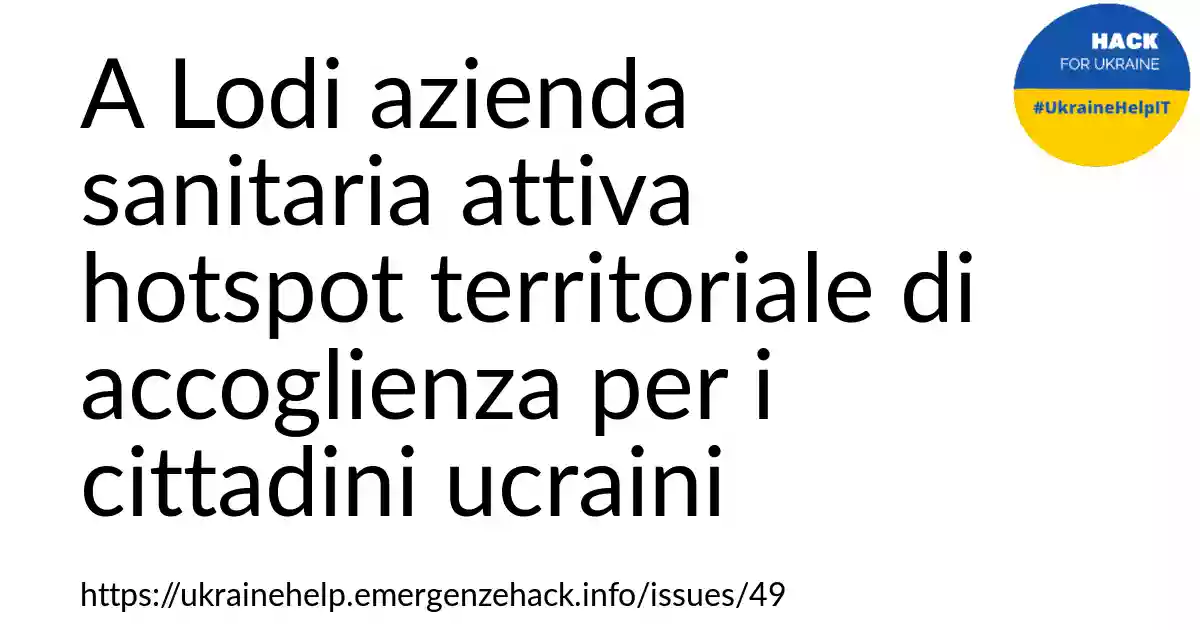 A Lodi azienda
sanitaria attiva
hotspot territoriale di
accoglienza per i
cittadini ucraini
https://ukrainehelp.emergenzehack.info/issues/49
HACK
FOR UKRAINE
#UkraineHelpIT